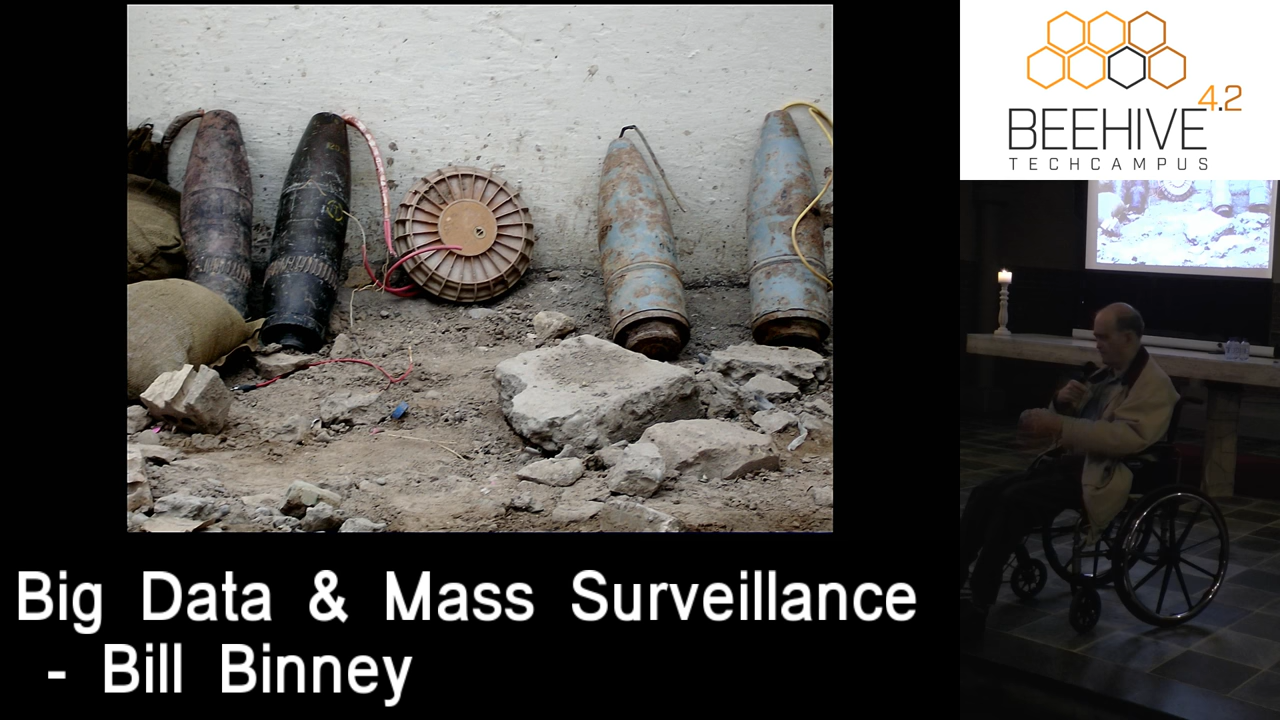 BEEHIVE 4.2
TECHCAMPUS
Big Data & Mass Surveillance
- Bill Binney